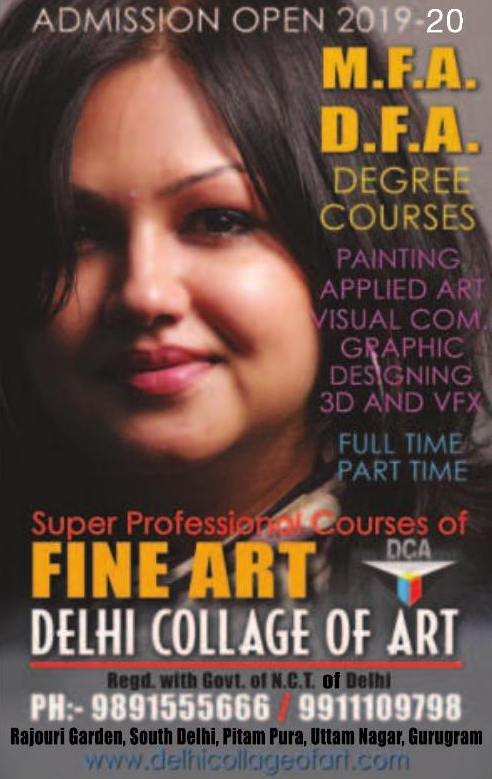 ADMISSION OPEN 2019-20
M.F.A.
D.F.A.
DEGREE
COURSES
PAINTING
APPLIED ART
VISUAL COM.
GRAPHIC
DESIGNING
3D AND VFX
FULL TIME
PART TIME
Super Professional Courses of
FINE ART
DCA
DELHI COLLAGE OF ART
Regd. with Govt. of N.C.T. of Delhi
PH:- 9891555666 / 9911109798
Rajouri Garden, South Delhi, Pitam Pura, Uttam Nagar, Gurugram
www.delhicollageofart.com